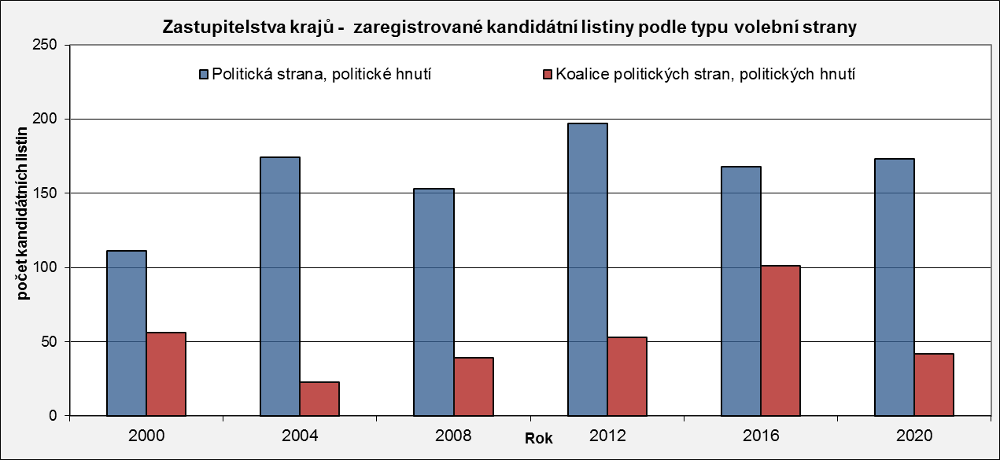 Zastupitelstva krajů - zaregistrované kandidátní listiny podle typu volební strany
Politická strana, politické hnutí
Koalice politických stran, politických hnutí
počet kandidátních listin
250
200
150
100
50
0
2000 2004 2008 2012 2016 2020
Rok